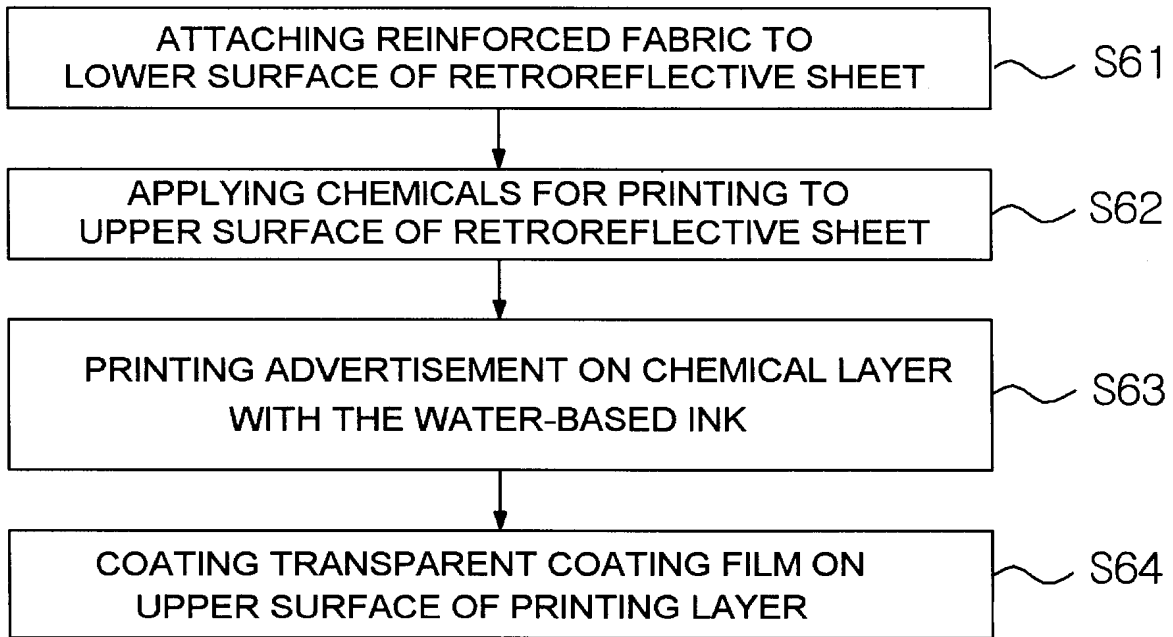 ATTACHING REINFORCED FABRIC TO
LOWER SURFACE OF RETROREFLECTIVE SHEET
S61
APPLYING CHEMICALS FOR PRINTING TO
UPPER SURFACE OF RETROREFLECTIVE SHEET
S62
PRINTING ADVERTISEMENT ON CHEMICAL LAYER
WITH THE WATER-BASED INK
S63
COATING TRANSPARENT COATING FILM ON
UPPER SURFACE OF PRINTING LAYER
S64